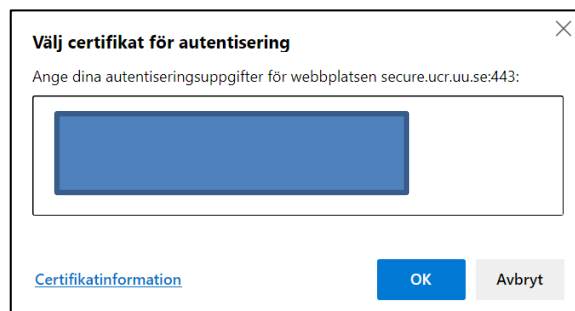 Välj certifikat för autentisering
Ange dina autentiseringsuppgifter för webbplatsen secure.ucr.uu.se:443:
Certifikatinformation
OK
Avbryt